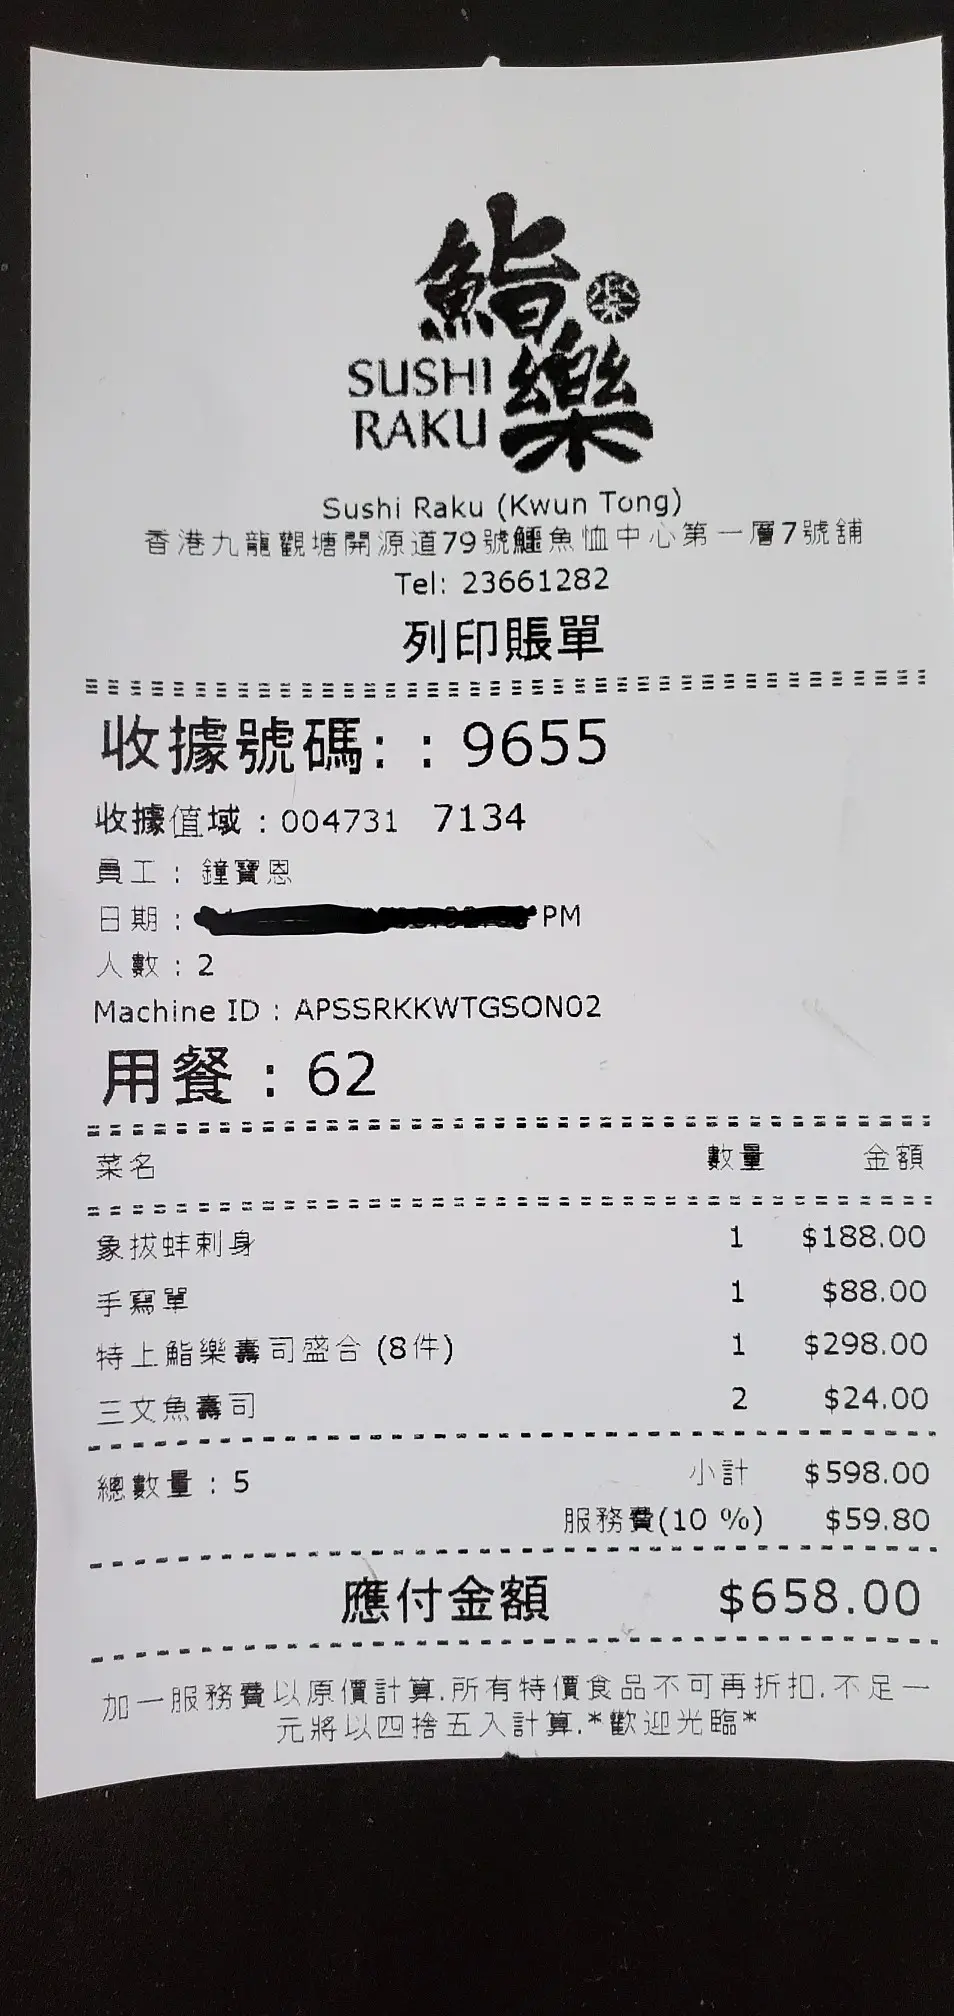 鮨樂
SUSHI
RAKU
Sushi Raku (Kwun Tong)
香港九龍觀塘開源道79號鱷魚恤中心第一層7號舖
Tel: 23661282
列印賬單
收據號碼: : 9655
收據值域 : 004731 7134
員工 : 鐘寶恩
日期 : PM
人數 : 2
Machine ID : APSSRKKWTGSON02
用餐 : 62
菜名 數量 金額
象拔蚌刺身 1 $188.00
手寫單 1 $88.00
特上鮨樂壽司盛合 (8件) 1 $298.00
三文魚壽司 2 $24.00
總數量 : 5 小計 $598.00
服務費(10 %) $59.80
應付金額 $658.00
加一服務費以原價計算.所有特價食品不可再折扣.不足一
元將以四捨五入計算.*歡迎光臨*